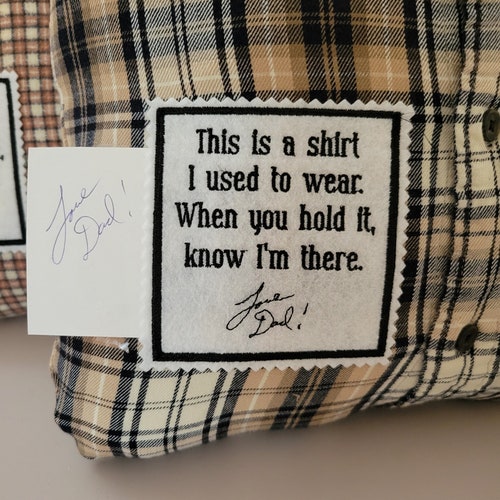 Love
Dad!
This is a shirt
I used to wear.
When you hold it,
know I'm there.
Love
Dad!